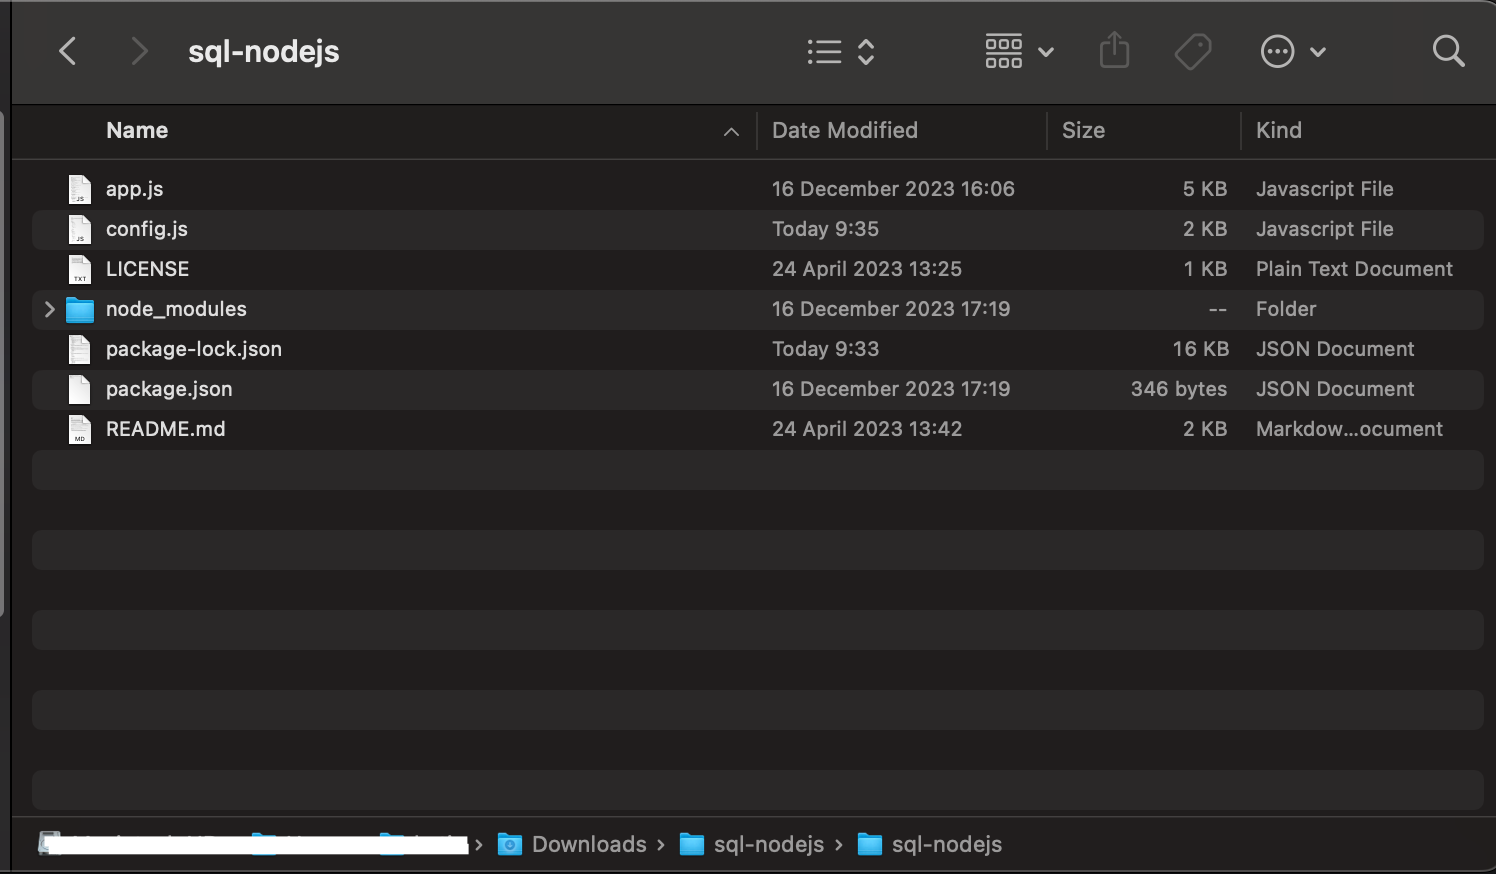 sql-nodejs
Name Date Modified Size Kind
app.js 16 December 2023 16:06 5 KB Javascript File
config.js Today 9:35 2 KB Javascript File
LICENSE 24 April 2023 13:25 1 KB Plain Text Document
node_modules 16 December 2023 17:19 -- Folder
package-lock.json Today 9:33 16 KB JSON Document
package.json 16 December 2023 17:19 346 bytes JSON Document
README.md 24 April 2023 13:42 2 KB Markdow...ocument
Downloads › sql-nodejs › sql-nodejs